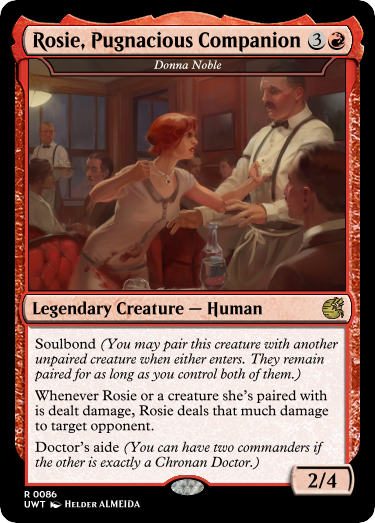 Rosie, Pugnacious Companion 3
Donna Noble
Legendary Creature — Human
Soulbond (You may pair this creature with another
unpaired creature when either enters. They remain
paired for as long as you control both of them.)
Whenever Rosie or a creature she's paired with
is dealt damage, Rosie deals that much damage
to target opponent.
Doctor's aide (You can have two commanders if
the other is exactly a Chronan Doctor.)
2/4
R 0086
UWT Helder ALMEIDA